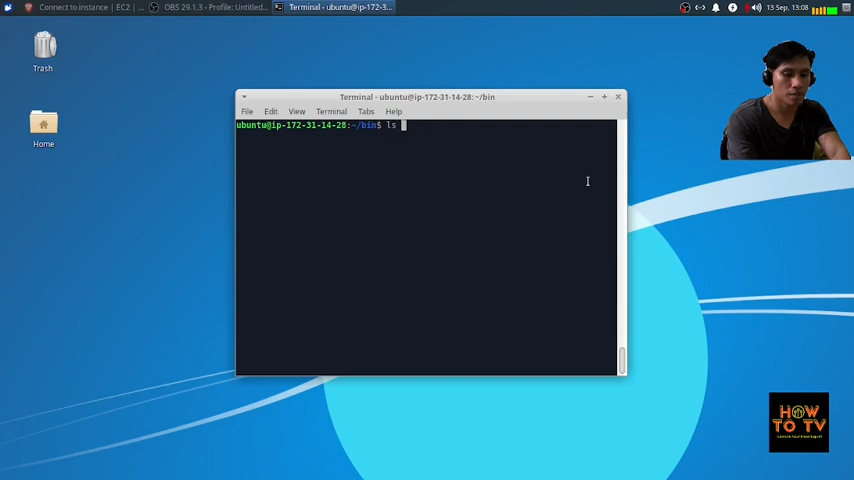 Connect to instance | EC2 | ...
OBS 29.1.3 - Profile: Untitled...
Terminal - ubuntu@ip-172-3...
13 Sep, 13:08
Trash
Home
Terminal - ubuntu@ip-172-31-14-28: ~/bin
File Edit View Terminal Tabs Help
ubuntu@ip-172-31-14-28:~/bin$ ls
HOW
TO TV